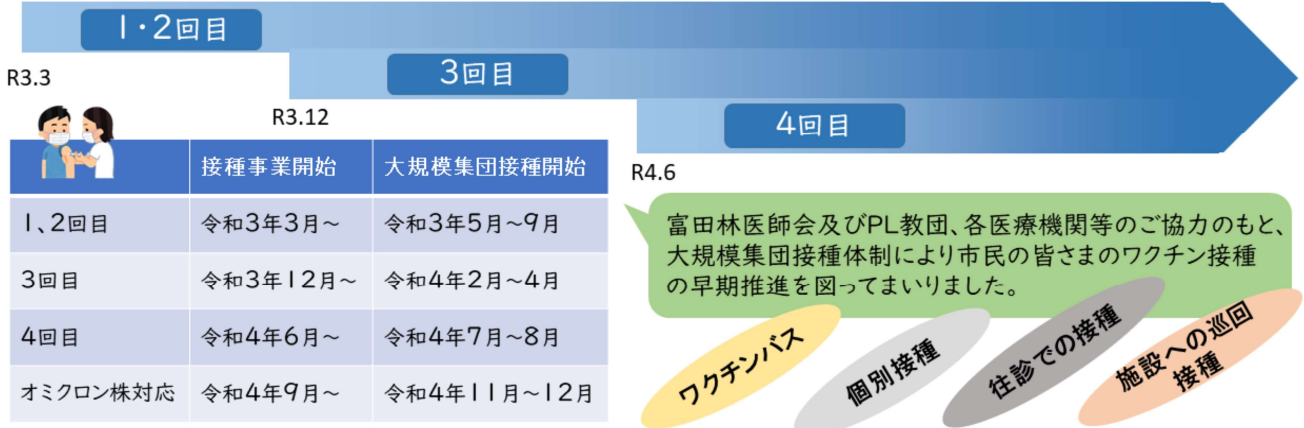 1・2回目
R3.3
3回目
R3.12
4回目
R4.6
接種事業開始 大規模集団接種開始
1、2回目 令和3年3月～ 令和3年5月～9月
3回目 令和3年12月～ 令和4年2月～4月
4回目 令和4年6月～ 令和4年7月～8月
オミクロン株対応 令和4年9月～ 令和4年11月～12月
富田林医師会及びPL教団、各医療機関等のご協力のもと、
大規模集団接種体制により市民の皆さまのワクチン接種
の早期推進を図ってまいりました。
ワクチンバス
個別接種
往診での接種
施設への巡回
接種